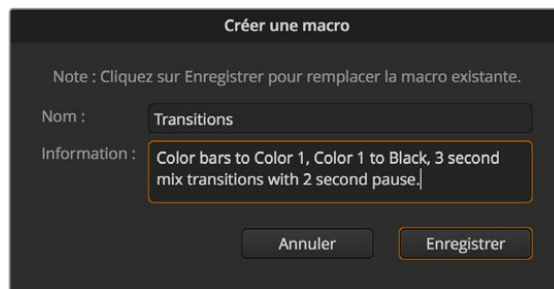 Créer une macro
Note : Cliquez sur Enregistrer pour remplacer la macro existante.
Nom :
Transitions
Information :
Color bars to Color 1, Color 1 to Black, 3 second
mix transitions with 2 second pause.
Annuler
Enregistrer